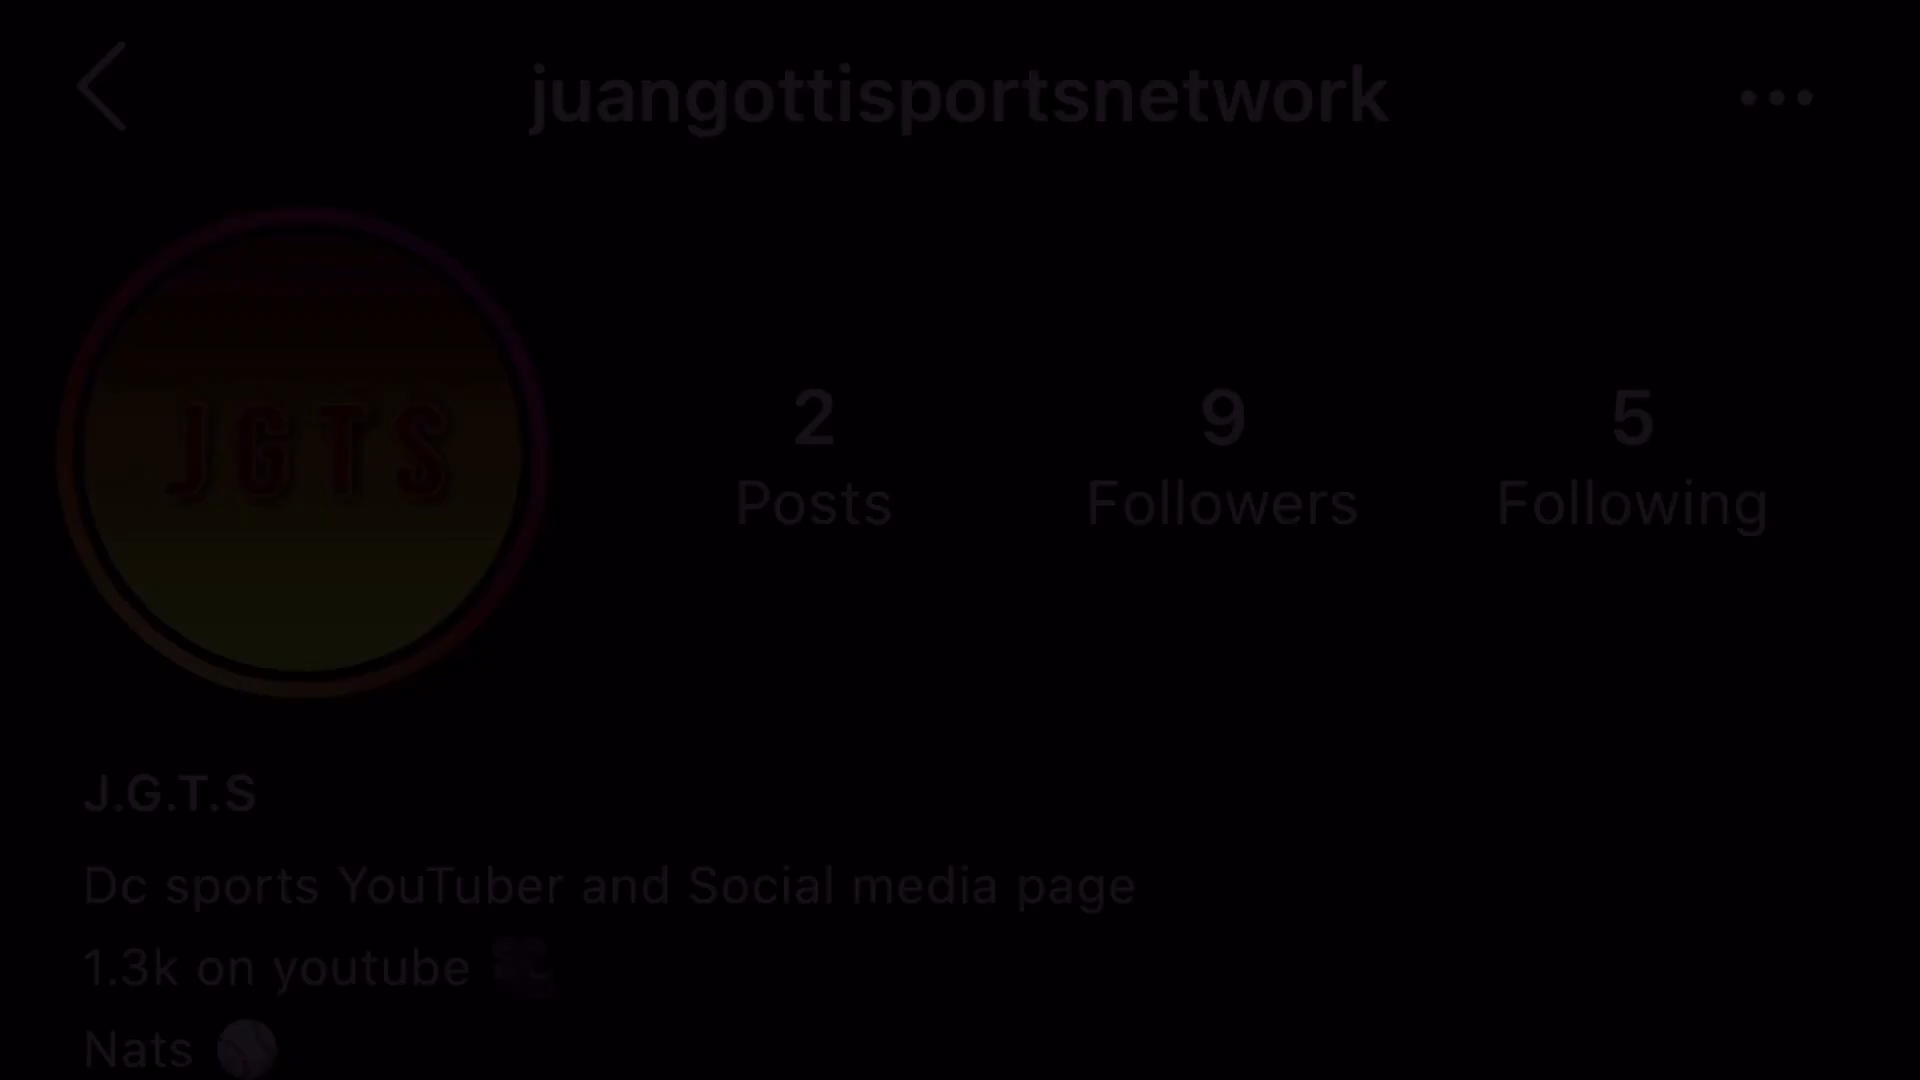 juangottisportsnetwork
JGTS
2 9 5
Posts Followers Following
J.G.T.S
Dc sports YouTuber and Social media page
1.3k on youtube
Nats ⚾